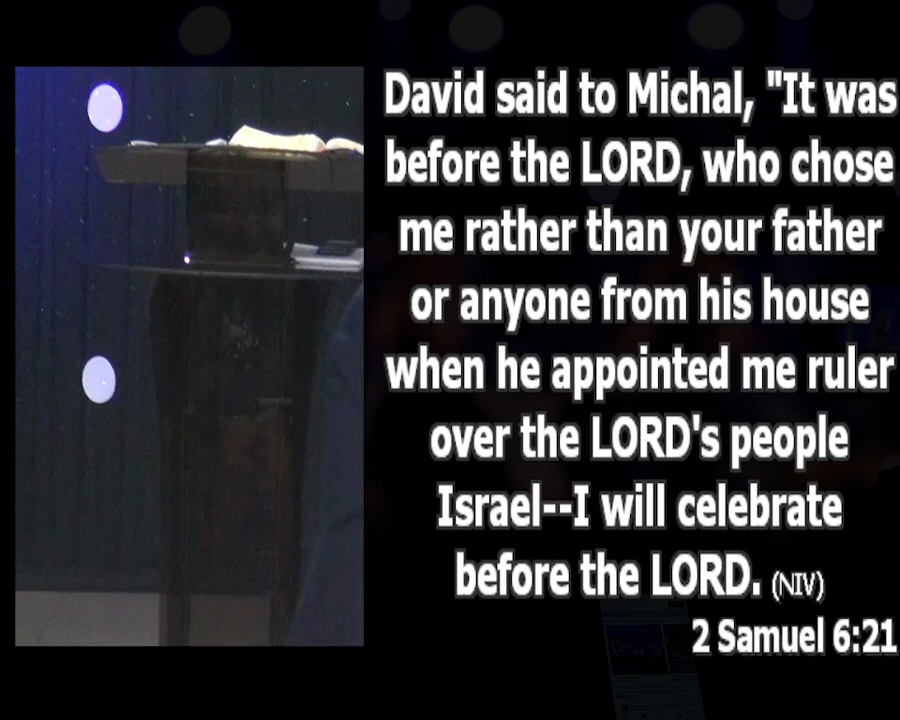 David said to Michal, "It was
before the LORD, who chose
me rather than your father
or anyone from his house
when he appointed me ruler
over the LORD's people
Israel--I will celebrate
before the LORD. (NIV)
2 Samuel 6:21